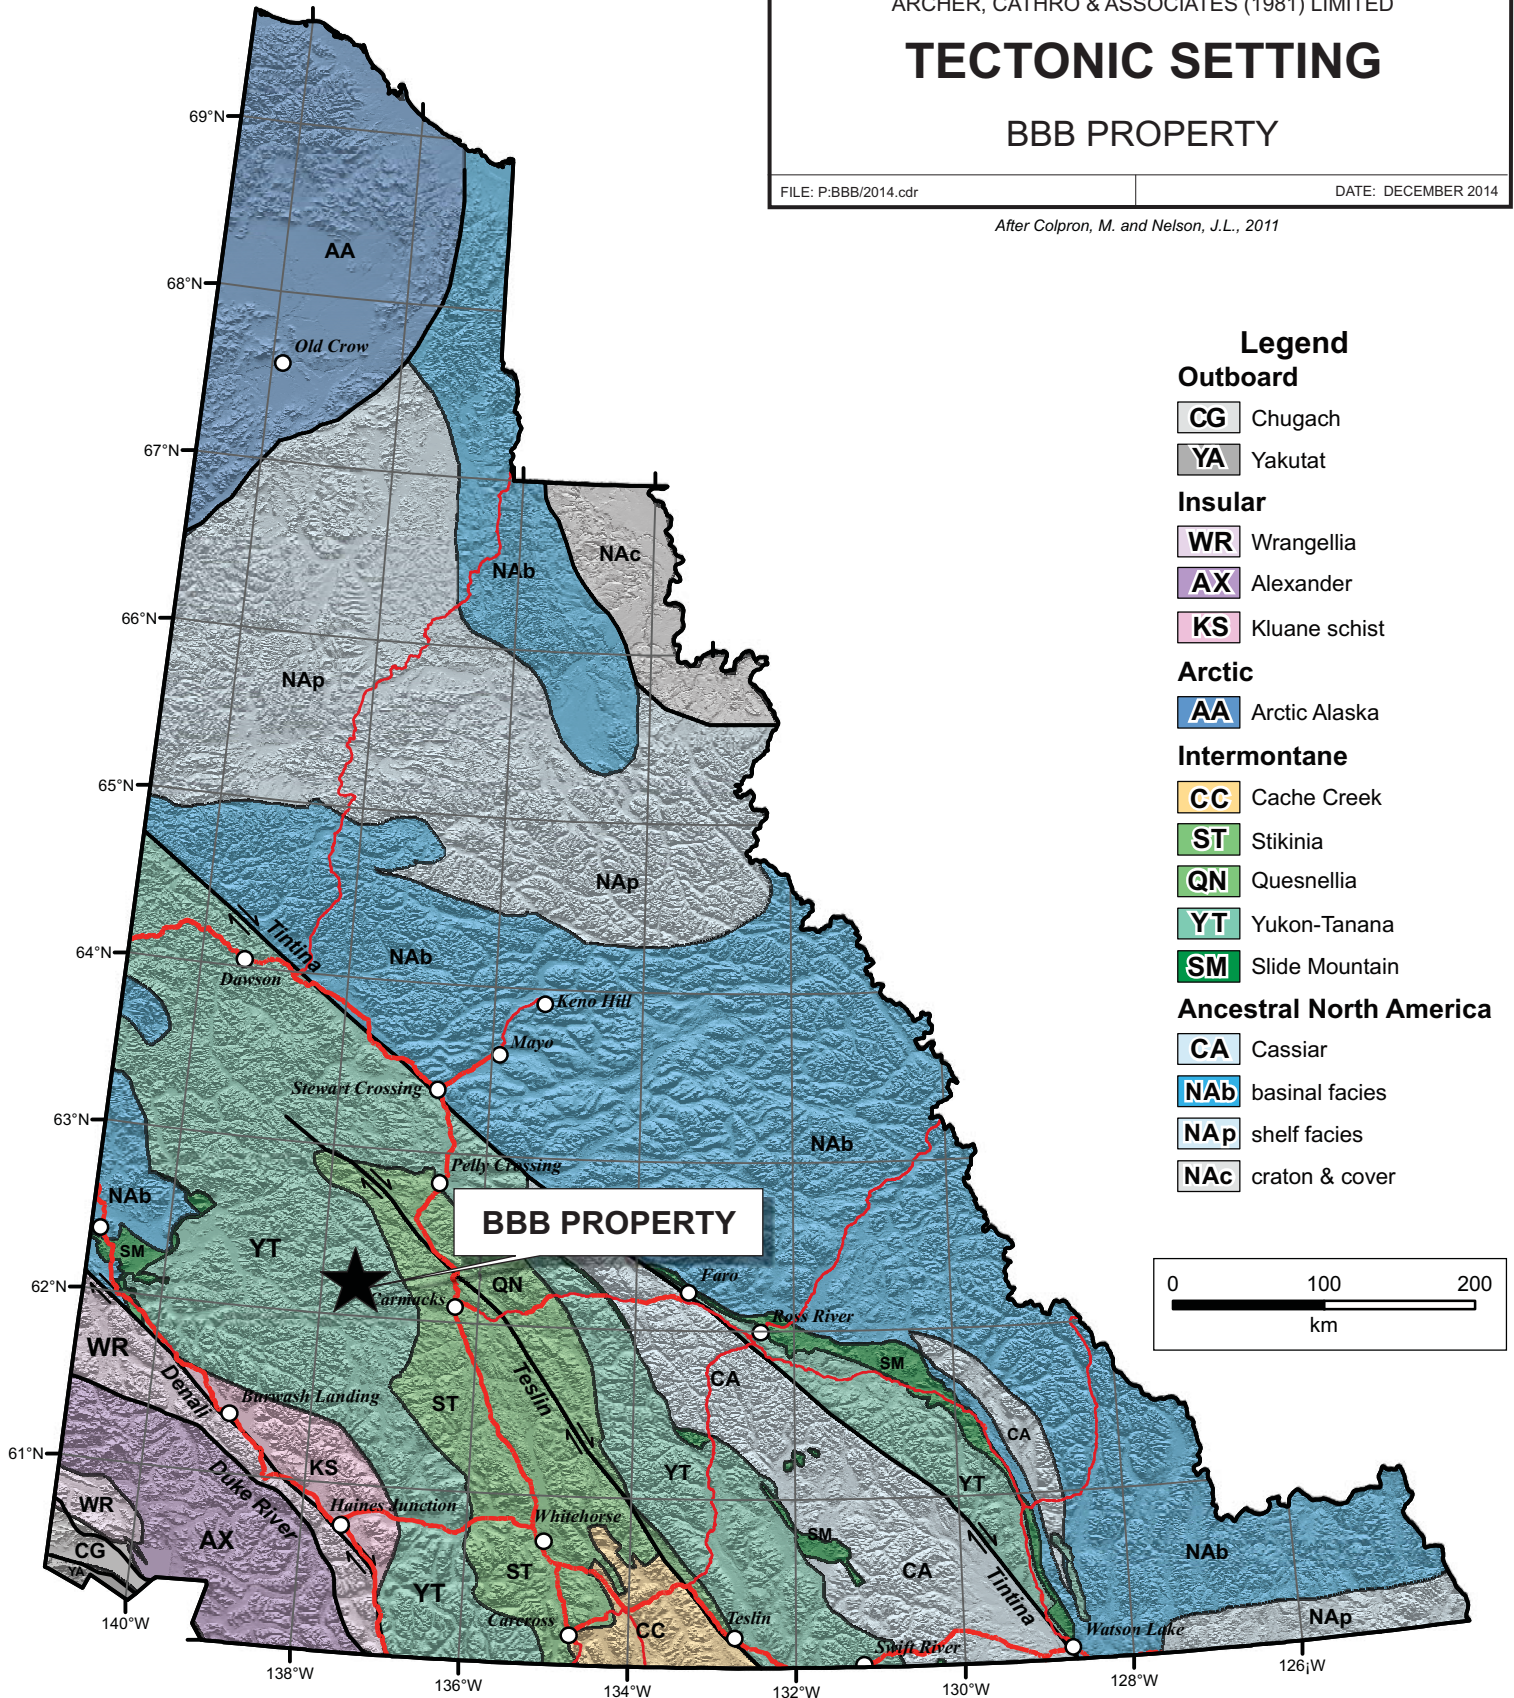 ARCHER, CATHRO & ASSOCIATES (1981) LIMITED
TECTONIC SETTING
BBB PROPERTY
FILE: P:BBB/2014.cdr
DATE: DECEMBER 2014
After Colpron, M. and Nelson, J.L., 2011
Legend
Outboard
CG Chugach
YA Yakutat
Insular
WR Wrangellia
AX Alexander
KS Kluane schist
Arctic
AA Arctic Alaska
Intermontane
CC Cache Creek
ST Stikinia
QN Quesnellia
YT Yukon-Tanana
SM Slide Mountain
Ancestral North America
CA Cassiar
NAb basinal facies
NAp shelf facies
NAc craton & cover
0 100 200
km
69°N
68°N
67°N
66°N
65°N
64°N
63°N
62°N
61°N
140°W
138°W
136°W
134°W
132°W
130°W
128°W
126¡W
AA
Old Crow
NAc
NAb
NAp
NAp
Tintina
NAb
Dawson
Keno Hill
Mayo
Stewart Crossing
NAb
Pelly Crossing
NAb
BBB PROPERTY
SM
YT
QN
Faro
Carmacks
Ross River
WR
SM
Denali
Burwash Landing
Teslin
CA
ST
CA
KS
YT
YT
Duke River
WR
Haines Junction
Whitehorse
SM
AX
CG
YA
NAb
ST
CA
YT
Tintina
Carcross
CC
Teslin
Swift River
Watson Lake
NAp